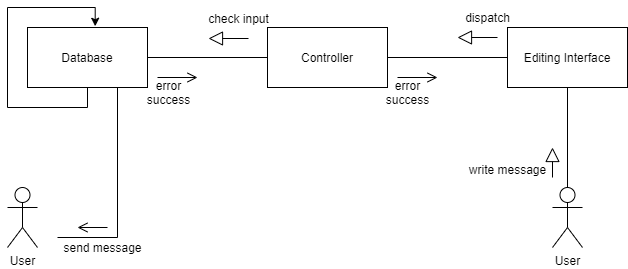 check input
dispatch
Database
Controller
Editing Interface
error
success
error
success
write message
send message
User
User